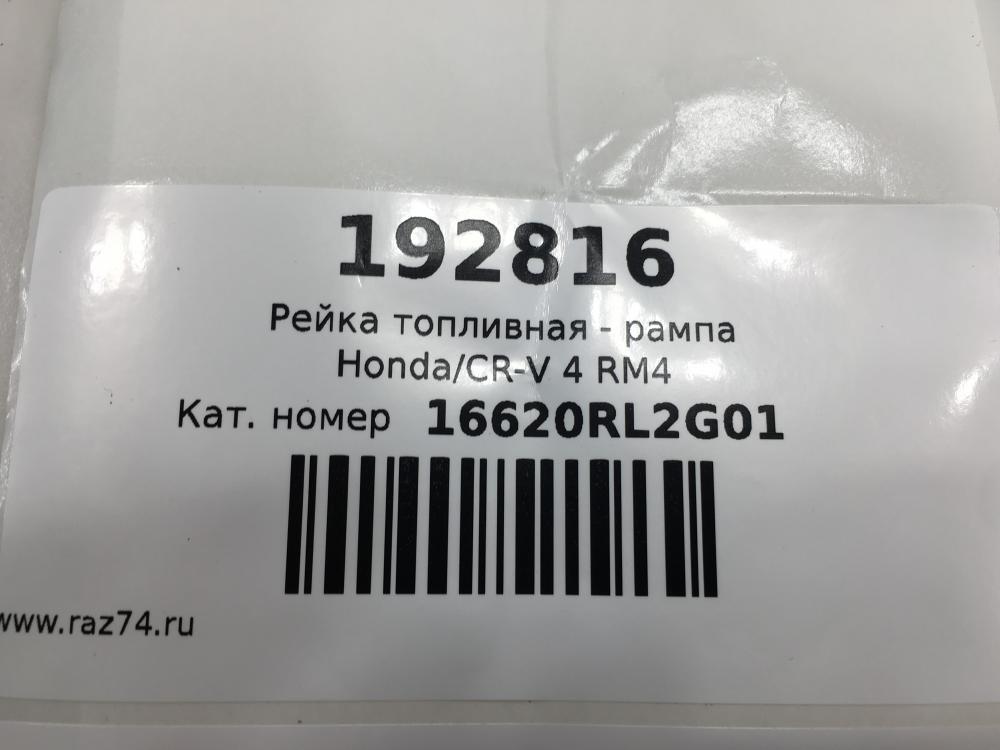 192816
Рейка топливная - рампа
Honda/CR-V 4 RM4
Кат. номер 16620RL2G01
www.raz74.ru